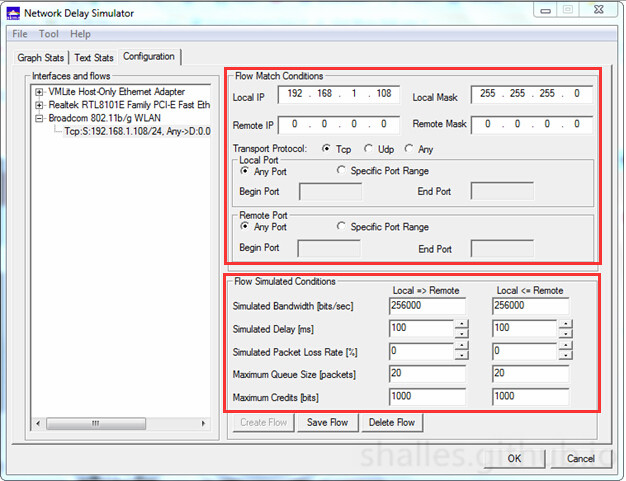 Network Delay Simulator
File Tool Help
Graph Stats Text Stats Configuration
Interfaces and flows
VMLite Host-Only Ethernet Adapter
Realtek RTL8101E Family PCI-E Fast Eth
Broadcom 802.11b/g WLAN
Tcp:S:192.168.1.108/24, Any->D:0.0
Flow Match Conditions
Local IP 192 . 168 . 1 . 108 Local Mask 255 . 255 . 255 . 0
Remote IP 0 . 0 . 0 . 0 Remote Mask 0 . 0 . 0 . 0
Transport Protocol: Tcp Udp Any
Local Port
Any Port Specific Port Range
Begin Port End Port
Remote Port
Any Port Specific Port Range
Begin Port End Port
Flow Simulated Conditions
Local => Remote Local <= Remote
Simulated Bandwidth [bits/sec] 256000 256000
Simulated Delay [ms] 100 100
Simulated Packet Loss Rate [%] 0 0
Maximum Queue Size [packets] 20 20
Maximum Credits [bits] 1000 1000
Create Flow Save Flow Delete Flow
shalles.github.io
OK Cancel